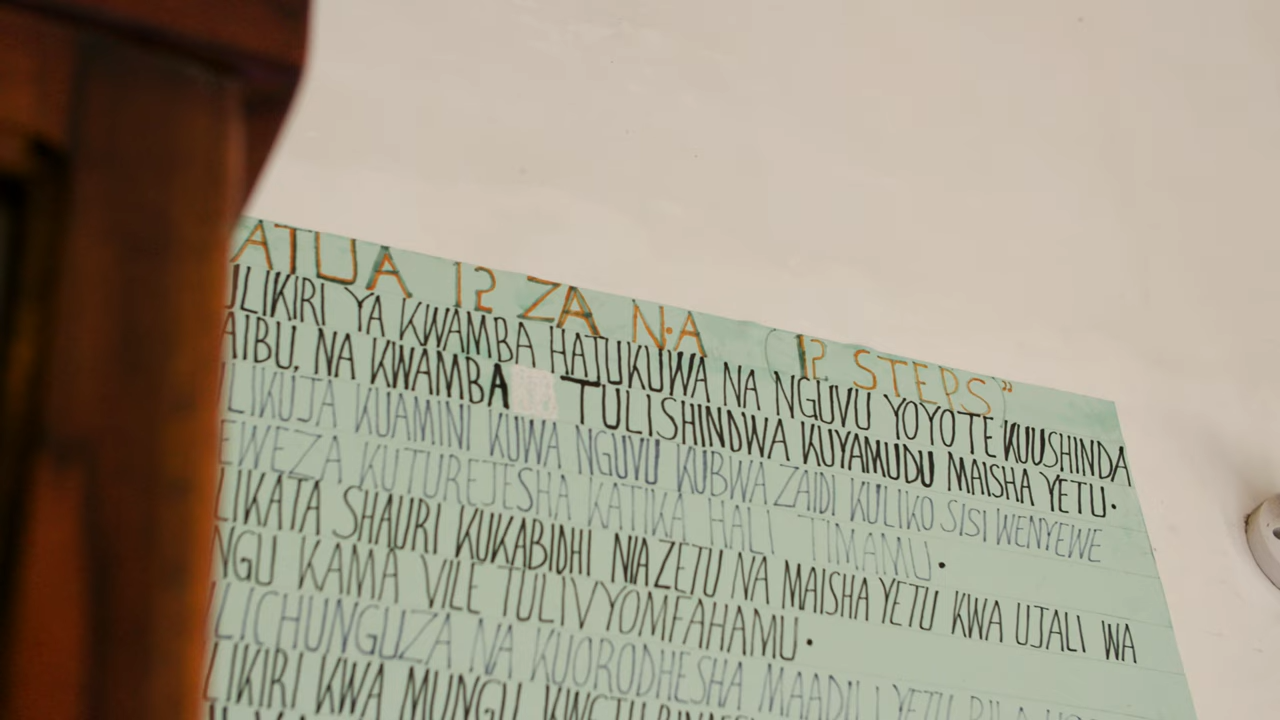 ATUA 12 ZA N.A (12 STEPS"
ULIKIRI YA KWAMBA HATUKUWA NA NGUVU YOYOTE KUUSHINDA
AIBU, NA KWAMBA TULISHINDWA KUYAMUDU MAISHA YETU.
LIKUJA KUAMINI KUWA NGUVU KUBWA ZAIDI KULIKO SISI WENYEWE
EWEZA KUTUREJESHA KATIKA HALI TIMAMU.
LIKATA SHAURI KUKABIDHI NIA ZETU NA MAISHA YETU KWA UJALI WA
NGU KAMA VILE TULIVYOMFAHAMU.
LICHUNGUZA NA KUORODHESHA MAADILI YETU BILA
LIKIRI KWA MUNGU KWETU